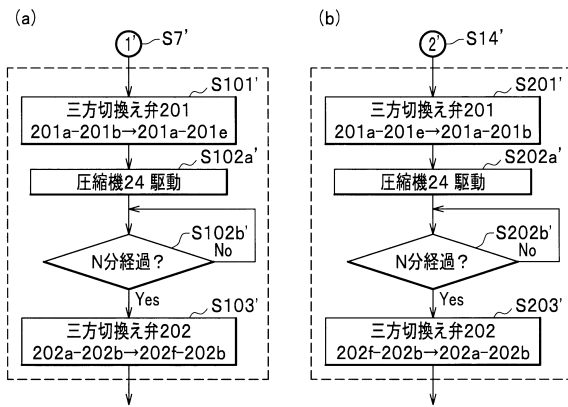 (a)
1'
S7'
S101'
三方切換え弁201
201a-201b→201a-201e
S102a'
圧縮機24 駆動
S102b'
N分経過?
No
Yes
S103'
三方切換え弁202
202a-202b→202f-202b
(b)
2'
S14'
S201'
三方切換え弁201
201a-201e→201a-201b
S202a'
圧縮機24 駆動
S202b'
N分経過?
No
Yes
S203'
三方切換え弁202
202f-202b→202a-202b